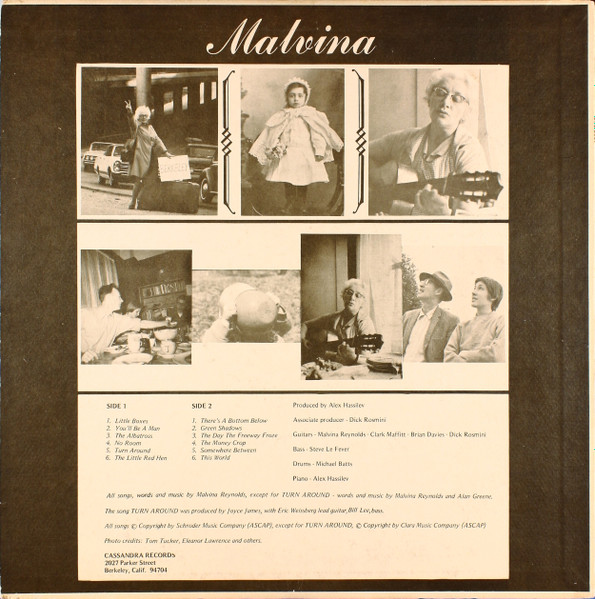 Malvina
SIDE 1
1. Little Boxes
2. You'll Be A Man
3. The Albatross
4. No Room
5. Turn Around
6. The Little Red Hen
SIDE 2
1. There's A Bottom Below
2. Green Shadows
3. The Day The Freeway Froze
4. The Money Crop
5. Somewhere Between
6. This World
Produced by Alex Hassilev
Associate producer - Dick Rosmini
Guitars - Malvina Reynolds - Clark Maffitt - Brian Davies - Dick Rosmini
Bass - Steve Le Fever
Drums - Michael Botts
Piano - Alex Hassilev
All songs, words and music by Malvina Reynolds, except for TURN AROUND - words and music by Malvina Reynolds and Alan Greene.
The song TURN AROUND was produced by Joyce James, with Eric Weissberg lead guitar, Bill Lee, bass.
All songs © Copyright by Schroder Music Company (ASCAP), except for TURN AROUND, © Copyright by Clara Music Company (ASCAP)
Photo credits: Tom Tucker, Eleanor Lawrence and others.
CASSANDRA RECORDS
2027 Parker Street
Berkeley, Calif. 94704